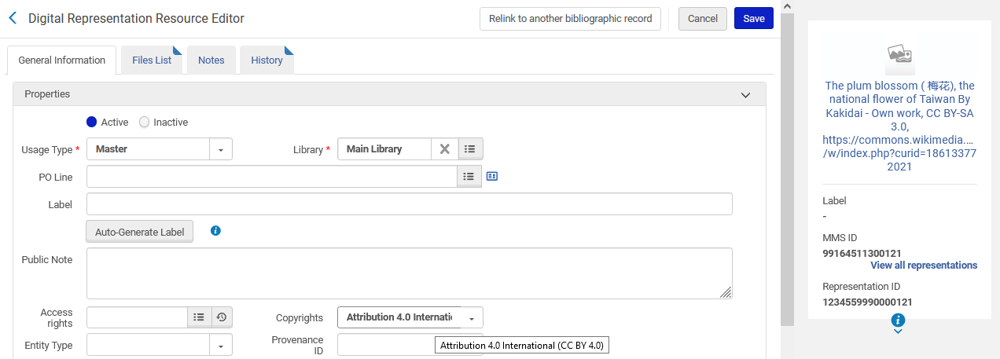 Digital Representation Resource Editor
Relink to another bibliographic record
Cancel
Save
General Information
Files List
Notes
History
Properties
Active
Inactive
Usage Type *
Master
Library *
Main Library
PO Line
Label
Auto-Generate Label
Public Note
Access
rights
Copyrights
Attribution 4.0 Internati
Entity Type
Provenance
ID
Attribution 4.0 International (CC BY 4.0)
The plum blossom ( 梅花), the
national flower of Taiwan By
Kakidai - Own work, CC BY-SA
3.0,
https://commons.wikimedia....
/w/index.php?curid=18613377
2021
Label
-
MMS ID
99164511300121
View all representations
Representation ID
1234559990000121